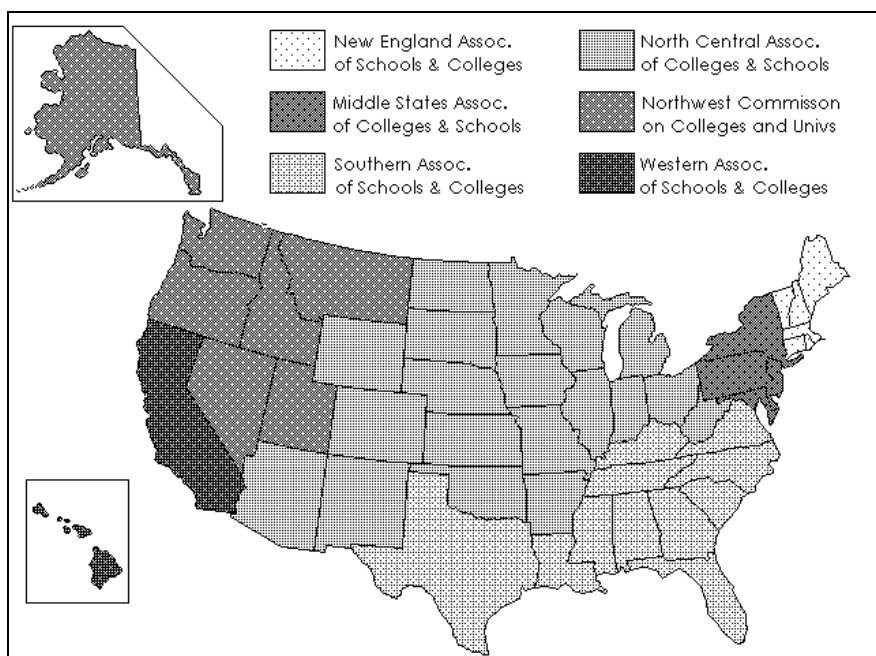 New England Assoc.
of Schools & Colleges
Middle States Assoc.
of Colleges & Schools
Southern Assoc.
of Schools & Colleges
North Central Assoc.
of Colleges & Schools
Northwest Commisson
on Colleges and Univs
Western Assoc.
of Schools & Colleges